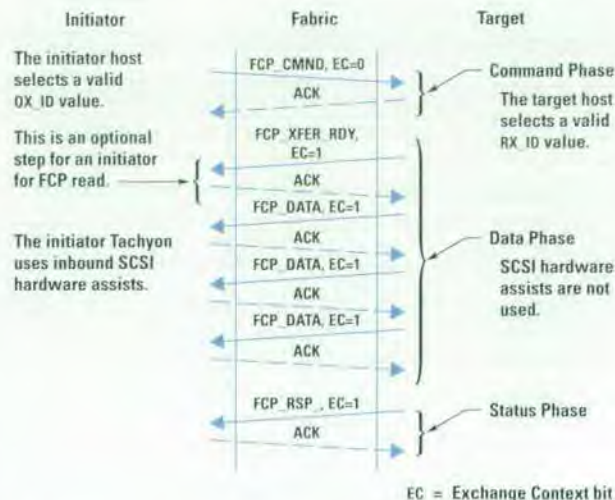 Initiator
Fabric
Target
The initiator host
selects a valid
OX_ID value.
FCP_CMND, EC=0
ACK
Command Phase
The target host
selects a valid
RX_ID value.
This is an optional
step for an initiator
for FCP read.
FCP_XFER_RDY,
EC=1
ACK
FCP_DATA, EC=1
ACK
The initiator Tachyon
uses inbound SCSI
hardware assists.
FCP_DATA, EC=1
ACK
Data Phase
SCSI hardware
assists are not
used.
FCP_DATA, EC=1
ACK
FCP_RSP_, EC=1
ACK
Status Phase
EC = Exchange Context bit